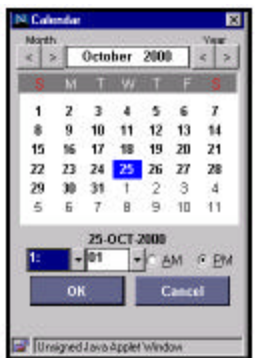 Calendar
Month Year
< > October 2000 < >
S M T W T F S
1 2 3 4 5 6 7
8 9 10 11 12 13 14
15 16 17 18 19 20 21
22 23 24 25 26 27 28
29 30 31 1 2 3 4
5 6 7 8 9 10 11
25-OCT-2000
1: 01 AM PM
OK Cancel
Unsigned Java Applet Window